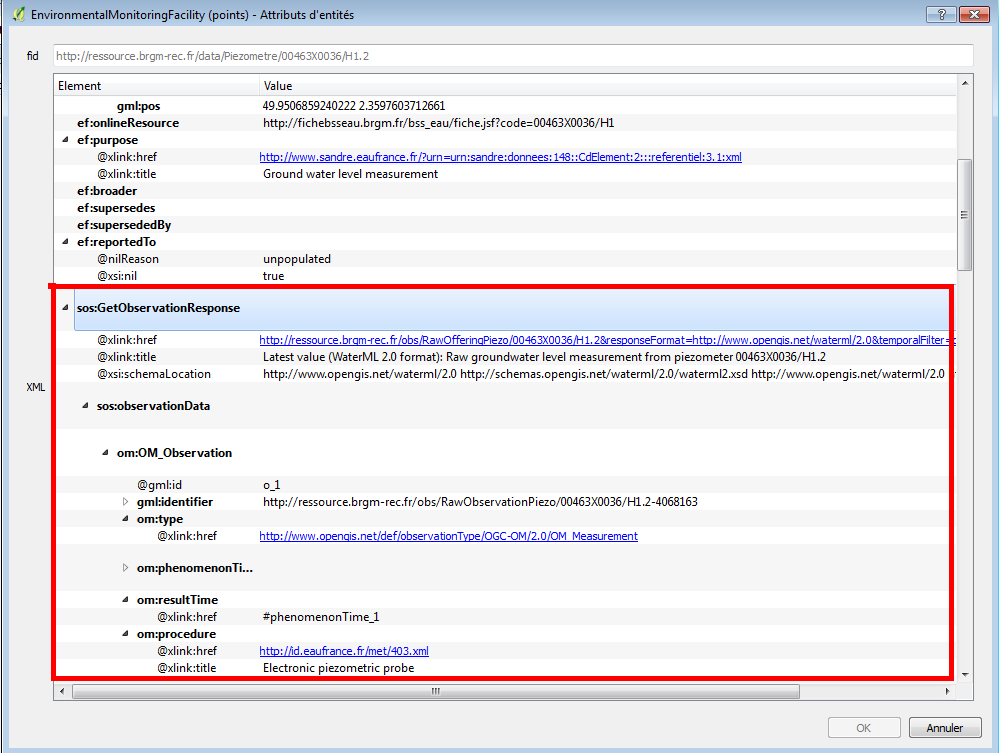 EnvironmentalMonitoringFacility (points) - Attributs d'entités
fid http://ressource.brgm-rec.fr/data/Piezometre/00463X0036/H1.2
Element Value
gml:pos 49.9506859240222 2.3597603712661
ef:onlineResource http://fichebsseau.brgm.fr/bss_eau/fiche.jsf?code=00463X0036/H1
ef:purpose
@xlink:href http://www.sandre.eaufrance.fr/?urn=urn:sandre:donnees:148::CdElement:2:::referentiel:3.1:xml
@xlink:title Ground water level measurement
ef:broader
ef:supersedes
ef:supersededBy
ef:reportedTo
@nilReason unpopulated
@xsi:nil true
sos:GetObservationResponse
@xlink:href http://ressource.brgm-rec.fr/obs/RawOfferingPiezo/00463X0036/H1.2&responseFormat=http://www.opengis.net/waterml/2.0&temporalFilter=
@xlink:title Latest value (WaterML 2.0 format): Raw groundwater level measurement from piezometer 00463X0036/H1.2
@xsi:schemaLocation http://www.opengis.net/waterml/2.0 http://schemas.opengis.net/waterml/2.0/waterml2.xsd http://www.opengis.net/waterml/2.0
XML
sos:observationData
om:OM_Observation
@gml:id o_1
gml:identifier http://ressource.brgm-rec.fr/obs/RawObservationPiezo/00463X0036/H1.2-4068163
om:type
@xlink:href http://www.opengis.net/def/observationType/OGC-OM/2.0/OM_Measurement
om:phenomenonTi...
om:resultTime
@xlink:href #phenomenonTime_1
om:procedure
@xlink:href http://id.eaufrance.fr/met/403.xml
@xlink:title Electronic piezometric probe
OK Annuler